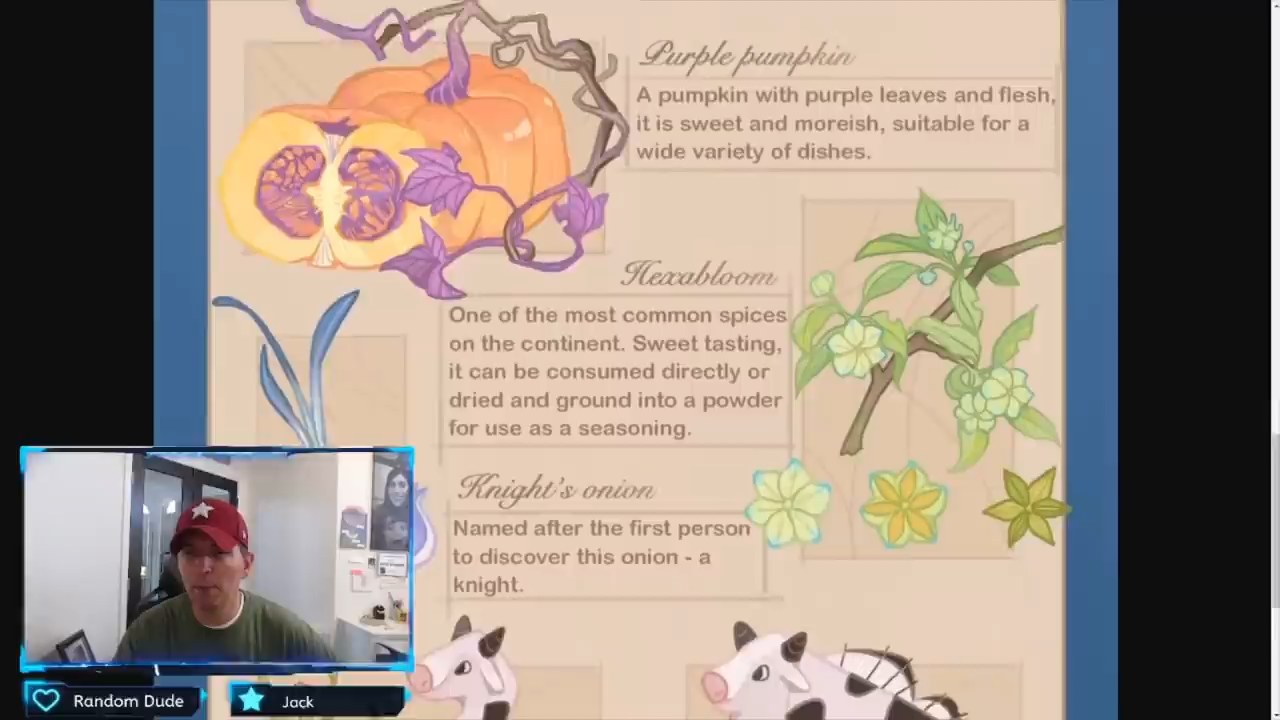 Purple pumpkin
A pumpkin with purple leaves and flesh,
it is sweet and moreish, suitable for a
wide variety of dishes.
Hexabloom
One of the most common spices
on the continent. Sweet tasting,
it can be consumed directly or
dried and ground into a powder
for use as a seasoning.
Knight's onion
Named after the first person
to discover this onion - a
knight.
Random Dude
Jack